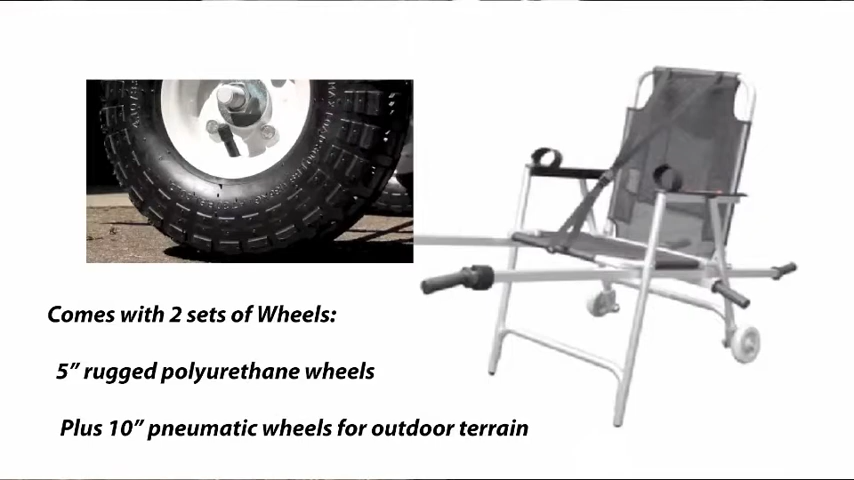 Comes with 2 sets of Wheels:
5” rugged polyurethane wheels
Plus 10” pneumatic wheels for outdoor terrain